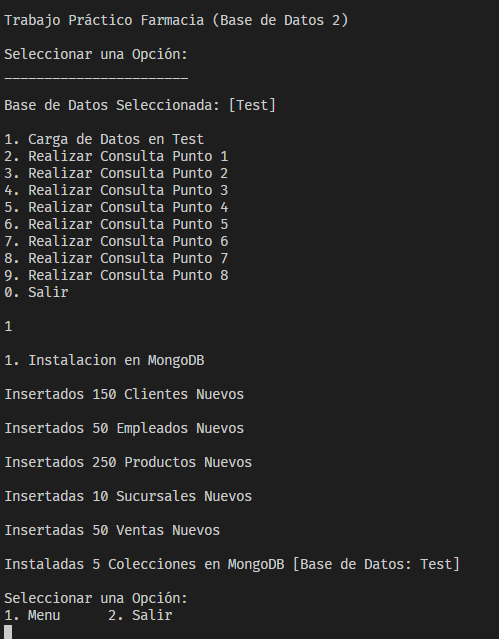 Trabajo Práctico Farmacia (Base de Datos 2)
Seleccionar una Opción:
_______________________
Base de Datos Seleccionada: [Test]
1. Carga de Datos en Test
2. Realizar Consulta Punto 1
3. Realizar Consulta Punto 2
4. Realizar Consulta Punto 3
5. Realizar Consulta Punto 4
6. Realizar Consulta Punto 5
7. Realizar Consulta Punto 6
8. Realizar Consulta Punto 7
9. Realizar Consulta Punto 8
0. Salir
1
1. Instalacion en MongoDB
Insertados 150 Clientes Nuevos
Insertados 50 Empleados Nuevos
Insertados 250 Productos Nuevos
Insertadas 10 Sucursales Nuevos
Insertadas 50 Ventas Nuevos
Instaladas 5 Colecciones en MongoDB [Base de Datos: Test]
Seleccionar una Opción:
1. Menu      2. Salir